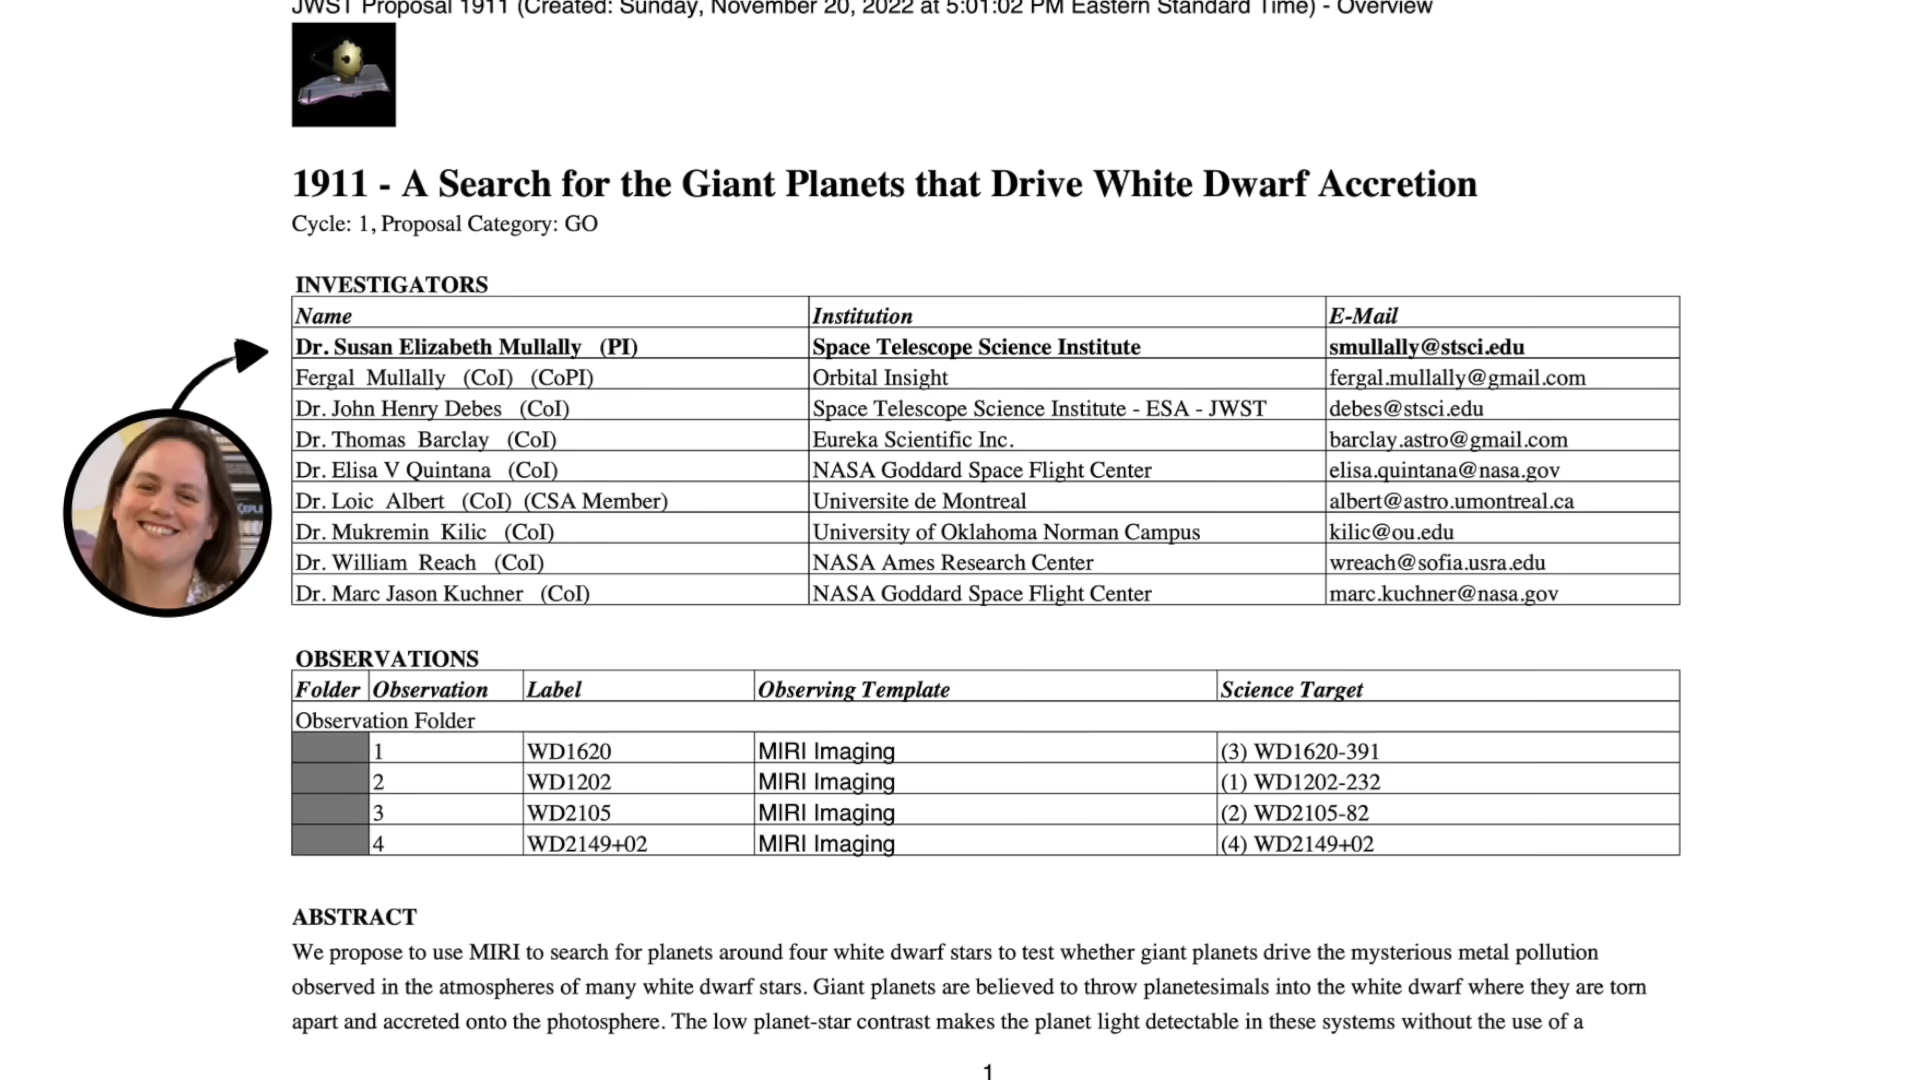 JWST Proposal 1911 (Created: Sunday, November 20, 2022 at 5:01:02 PM Eastern Standard Time) - Overview
1911 - A Search for the Giant Planets that Drive White Dwarf Accretion
Cycle: 1, Proposal Category: GO
INVESTIGATORS
Name Institution E-Mail
Dr. Susan Elizabeth Mullally (PI) Space Telescope Science Institute smullally@stsci.edu
Fergal Mullally (CoI) (CoPI) Orbital Insight fergal.mullally@gmail.com
Dr. John Henry Debes (CoI) Space Telescope Science Institute - ESA - JWST debes@stsci.edu
Dr. Thomas Barclay (CoI) Eureka Scientific Inc. barclay.astro@gmail.com
Dr. Elisa V Quintana (CoI) NASA Goddard Space Flight Center elisa.quintana@nasa.gov
Dr. Loic Albert (CoI) (CSA Member) Universite de Montreal albert@astro.umontreal.ca
Dr. Mukremin Kilic (CoI) University of Oklahoma Norman Campus kilic@ou.edu
Dr. William Reach (CoI) NASA Ames Research Center wreach@sofia.usra.edu
Dr. Marc Jason Kuchner (CoI) NASA Goddard Space Flight Center marc.kuchner@nasa.gov
OBSERVATIONS
Folder Observation Label Observing Template Science Target
Observation Folder
1 WD1620 MIRI Imaging (3) WD1620-391
2 WD1202 MIRI Imaging (1) WD1202-232
3 WD2105 MIRI Imaging (2) WD2105-82
4 WD2149+02 MIRI Imaging (4) WD2149+02
ABSTRACT
We propose to use MIRI to search for planets around four white dwarf stars to test whether giant planets drive the mysterious metal pollution
observed in the atmospheres of many white dwarf stars. Giant planets are believed to throw planetesimals into the white dwarf where they are torn
apart and accreted onto the photosphere. The low planet-star contrast makes the planet light detectable in these systems without the use of a
1